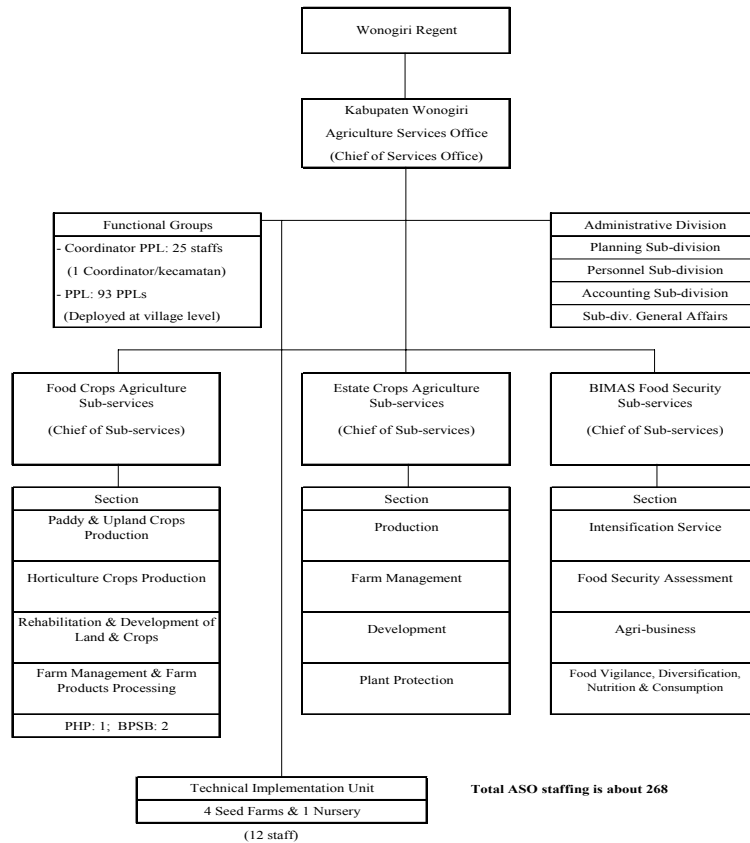 Wonogiri Regent
Kabupaten Wonogiri
Agriculture Services Office
(Chief of Services Office)
Functional Groups
- Coordinator PPL: 25 staffs
(1 Coordinator/kecamatan)
- PPL: 93 PPLs
(Deployed at village level)
Administrative Division
Planning Sub-division
Personnel Sub-division
Accounting Sub-division
Sub-div. General Affairs
Food Crops Agriculture
Sub-services
(Chief of Sub-services)
Estate Crops Agriculture
Sub-services
(Chief of Sub-services)
BIMAS Food Security
Sub-services
(Chief of Sub-services)
Section
Paddy & Upland Crops
Production
Horticulture Crops Production
Rehabilitation & Development of
Land & Crops
Farm Management & Farm
Products Processing
PHP: 1; BPSB: 2
Section
Production
Farm Management
Development
Plant Protection
Section
Intensification Service
Food Security Assessment
Agri-business
Food Vigilance, Diversification,
Nutrition & Consumption
Technical Implementation Unit
4 Seed Farms & 1 Nursery
(12 staff)
Total ASO staffing is about 268